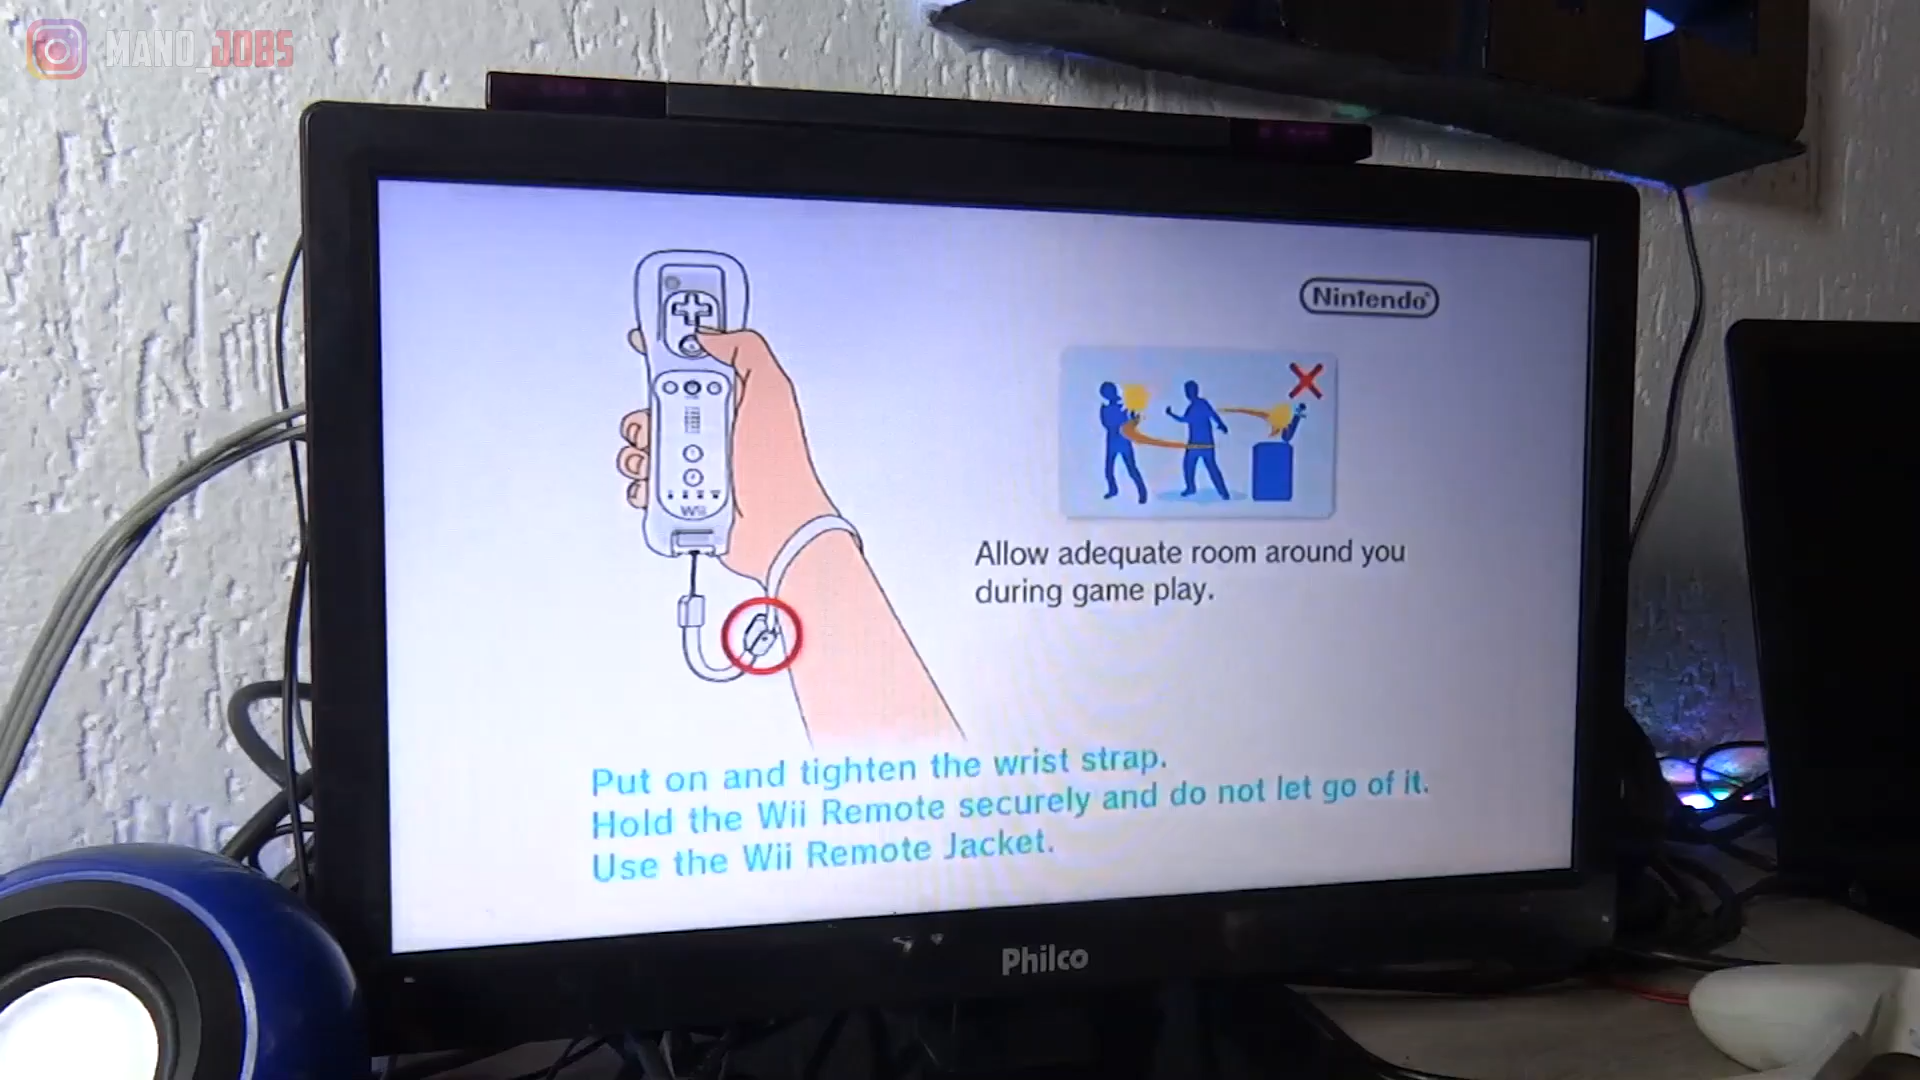 MANO_JOBS
Nintendo
Wii
Allow adequate room around you
during game play.
Put on and tighten the wrist strap.
Hold the Wii Remote securely and do not let go of it.
Use the Wii Remote Jacket.
Philco